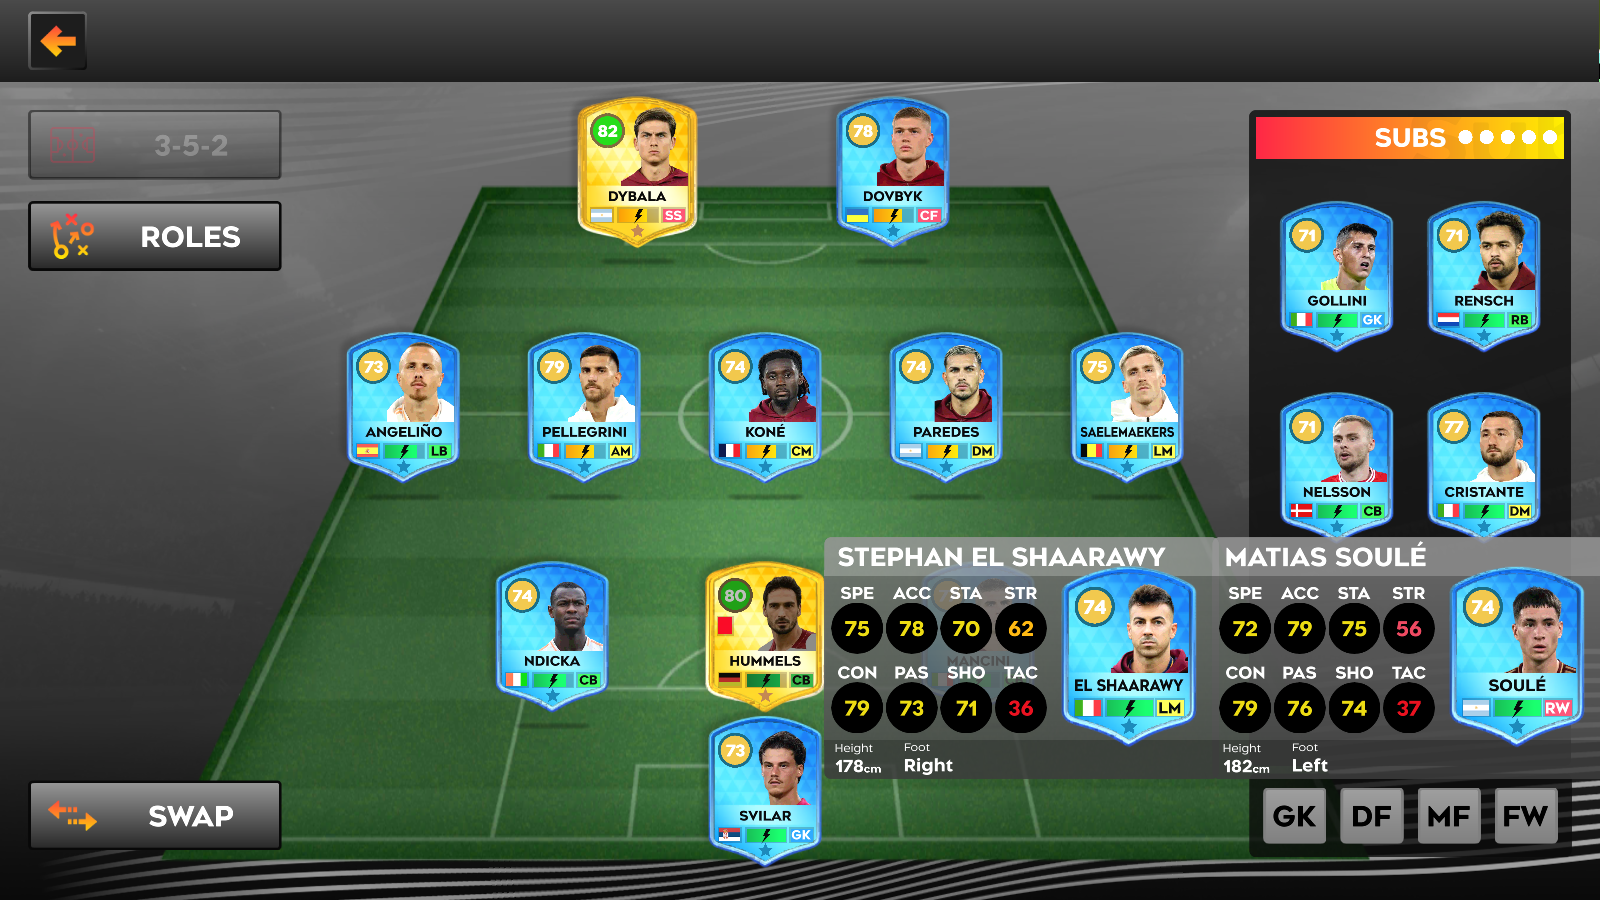 3-5-2
ROLES
SWAP
82
DYBALA
SS
78
DOVBYK
CF
73
ANGELIÑO
LB
79
PELLEGRINI
AM
74
KONÉ
CM
74
PAREDES
DM
75
SAELEMAEKERS
LM
74
NDICKA
CB
80
HUMMELS
CB
MANCINI
73
SVILAR
GK
SUBS
71
GOLLINI
GK
71
RENSCH
RB
71
NELSSON
CB
77
CRISTANTE
DM
STEPHAN EL SHAARAWY
SPE ACC STA STR
75 78 70 62
CON PAS SHO TAC
79 73 71 36
Height Foot
178cm Right
74
EL SHAARAWY
LM
MATIAS SOULÉ
SPE ACC STA STR
72 79 75 56
CON PAS SHO TAC
79 76 74 37
Height Foot
182cm Left
74
SOULÉ
RW
GK DF MF FW